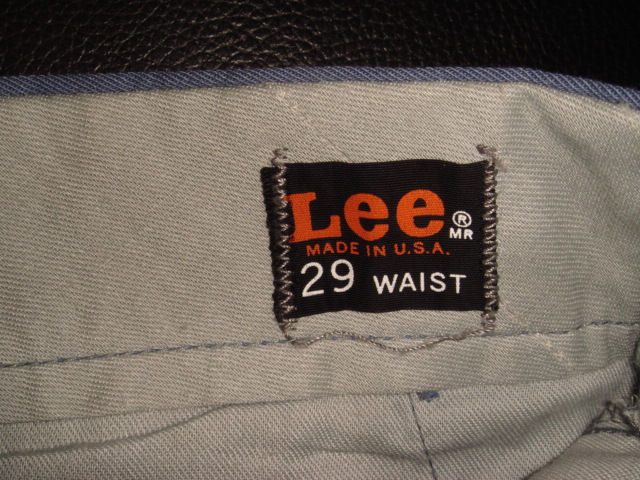 Lee ® MR
MADE IN U.S.A.
29 WAIST